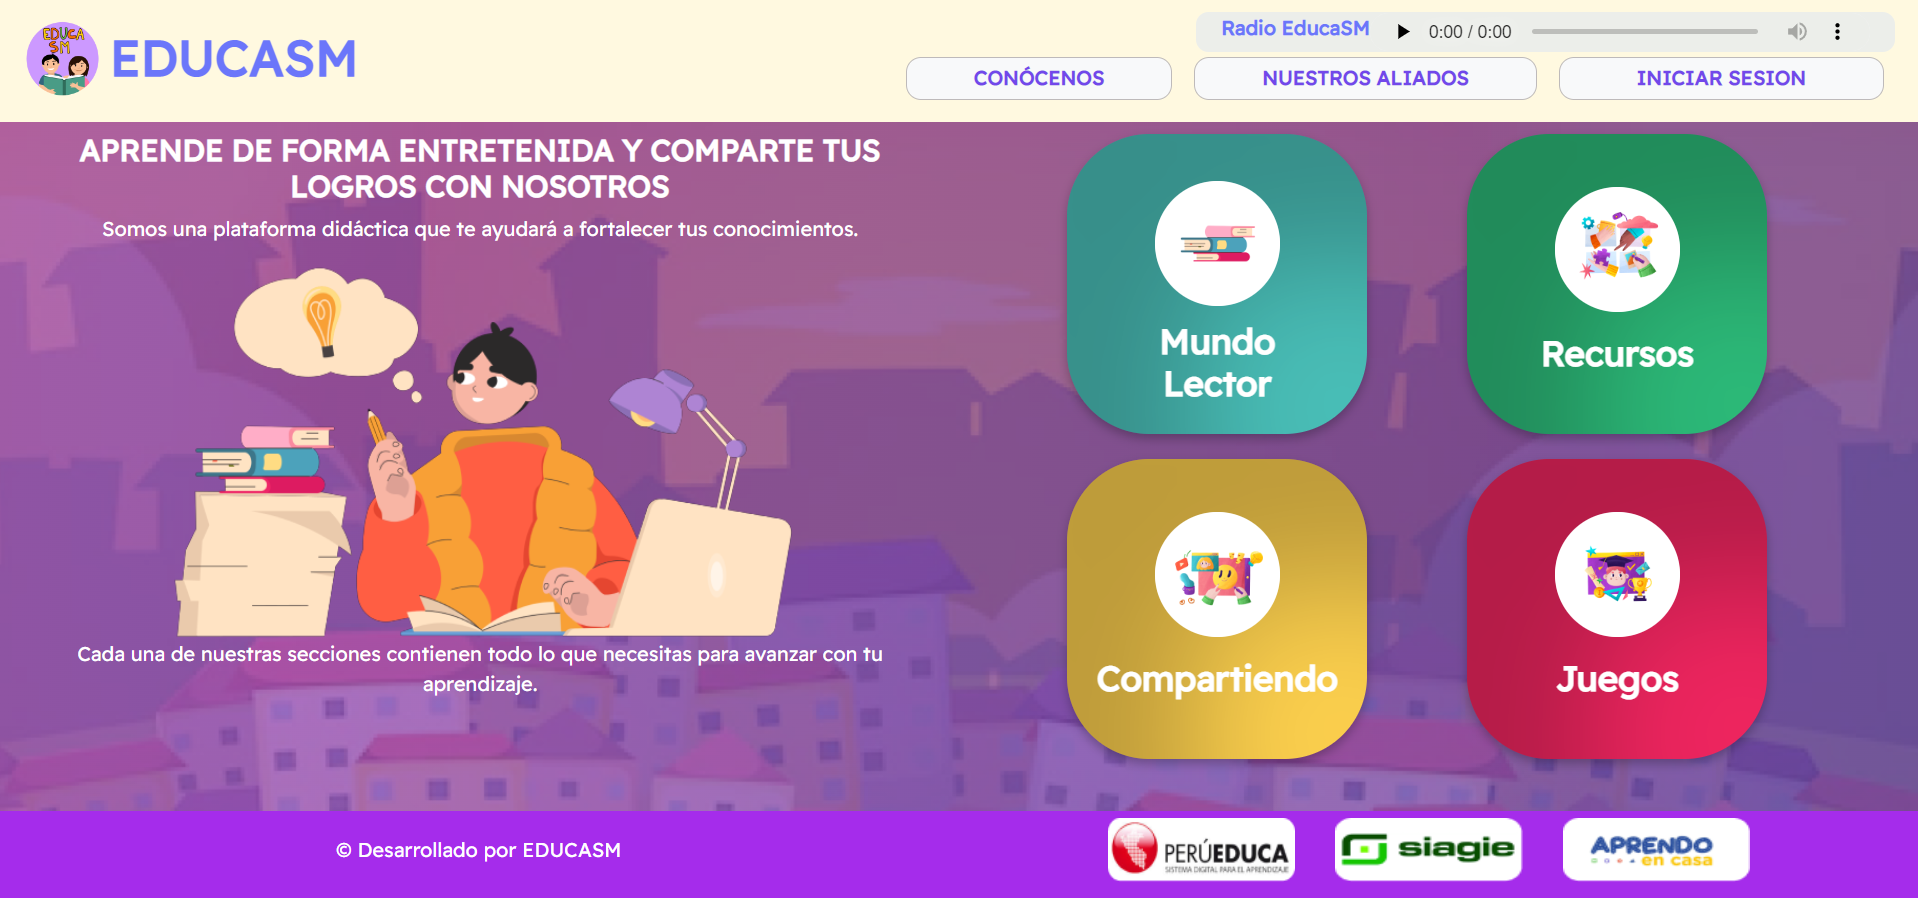 EDUCA
SM
EDUCASM
Radio EducaSM
0:00 / 0:00
CONÓCENOS
NUESTROS ALIADOS
INICIAR SESION
APRENDE DE FORMA ENTRETENIDA Y COMPARTE TUS
LOGROS CON NOSOTROS
Somos una plataforma didáctica que te ayudará a fortalecer tus conocimientos.
Cada una de nuestras secciones contienen todo lo que necesitas para avanzar con tu
aprendizaje.
Mundo
Lector
Recursos
Compartiendo
Juegos
© Desarrollado por EDUCASM
PERÚEDUCA
SISTEMA DIGITAL PARA EL APRENDIZAJE
siagie
APRENDO
en casa